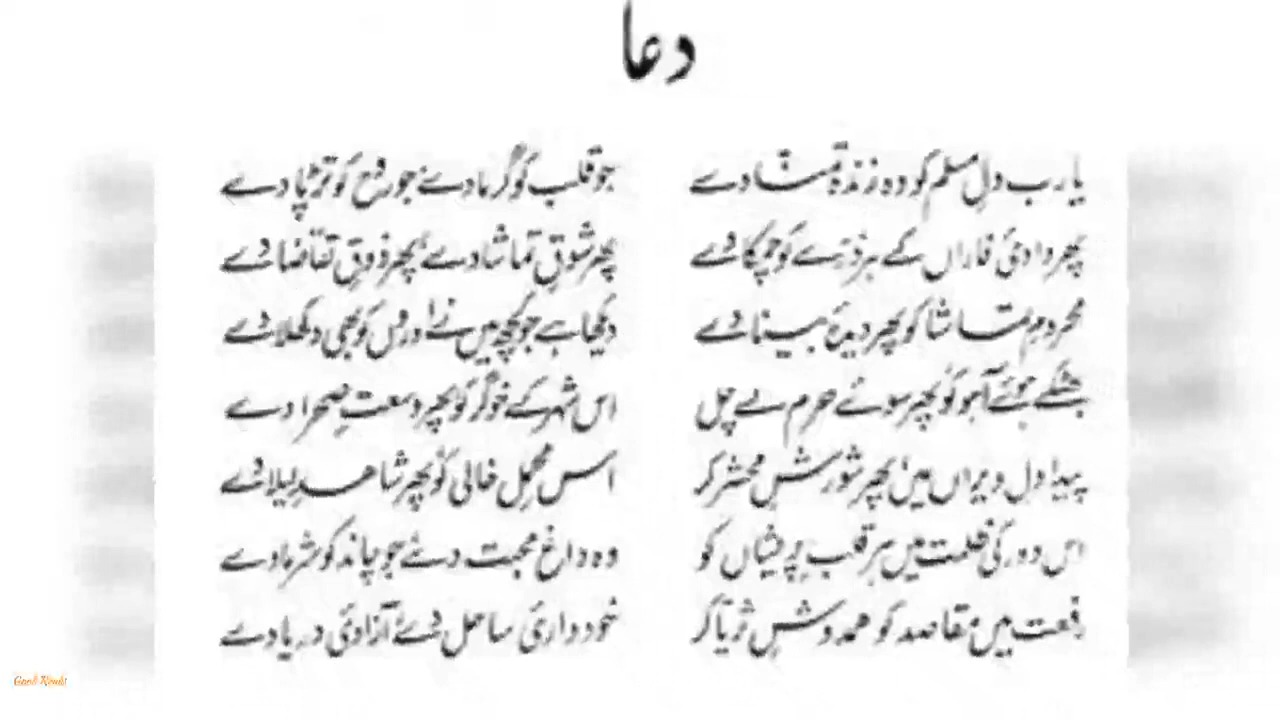 دعا
یارب دلِ مسلم کو وہ زندہ تمنا دے جو قلب کو گرما دے جو روح کو تڑپا دے
پھر وادیٔ فاراں کے ہر ذرے کو چمکا دے پھر شوقِ تماشا دے پھر ذوقِ تقاضا دے
محرومِ تماشا کو پھر دیدۂ بینا دے دیکھا ہے جو کچھ میں نے اوروں کو بھی دکھلا دے
بھٹکے ہوئے آہو کو پھر سوئے حرم لے چل اس شہر کے خوگر کو پھر وسعتِ صحرا دے
پیدا دلِ ویراں میں پھر شورشِ محشر کر اس محملِ خالی کو پھر شاہدِ لیلا دے
اس دور کی ظلمت میں ہر قلبِ پریشاں کو وہ داغِ محبت دے جو چاند کو شرما دے
رفعت میں مقاصد کو ہمدوشِ ثریا کر خودداریٔ ساحل دے آزادیٔ دریا دے
Good Reads